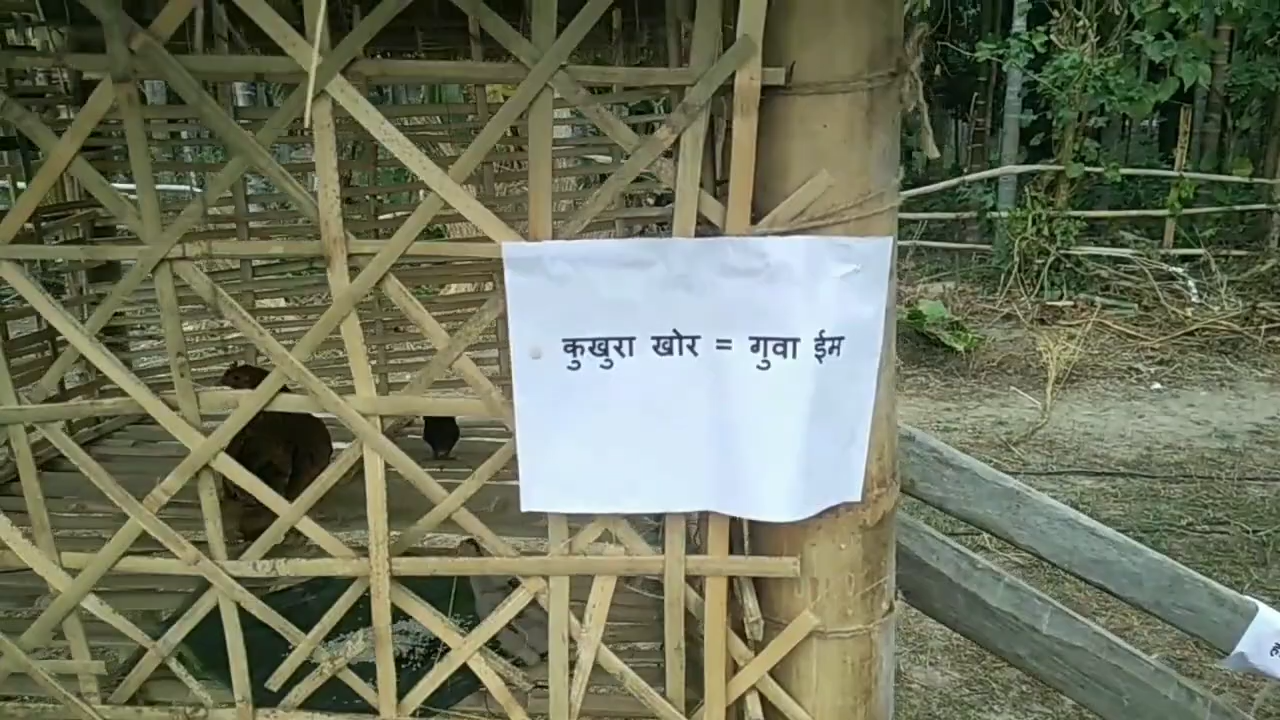 कुखुरा खोर = गुवा ईम